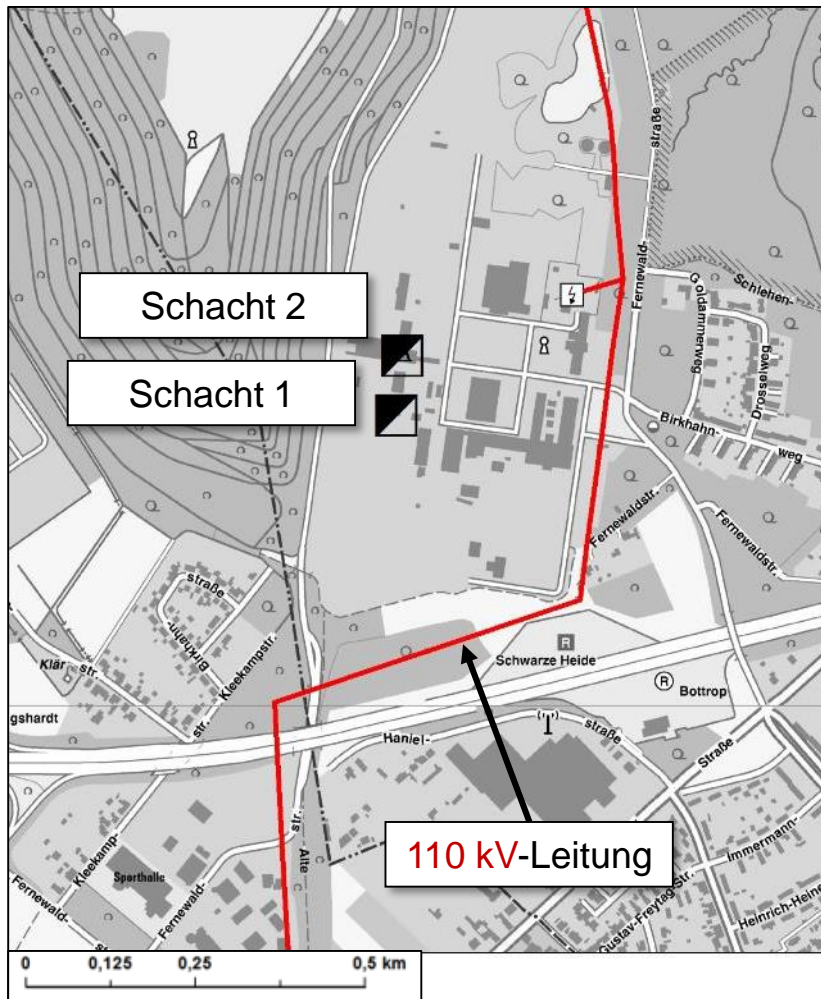 straße
Fernewald-
Schlehen-
Goldammerweg
Drosselweg
Schacht 2
Schacht 1
Birkhahn-
weg
Fernewaldstr.
Fernewaldstr.
straße
Birkhahn-
Kleekampstr.
Klär
str.
str.
gshardt
R
Schwarze Heide
R
Bottrop
Haniel-
straße
Straße
110 kV-Leitung
str.
Alte
Kleekamp-
Sporthalle
Fernewald-
Fernewald-
str.
Immermann-
Gustav-Freytag-Str.
Heinrich-Heine
0 0,125 0,25 0,5 km